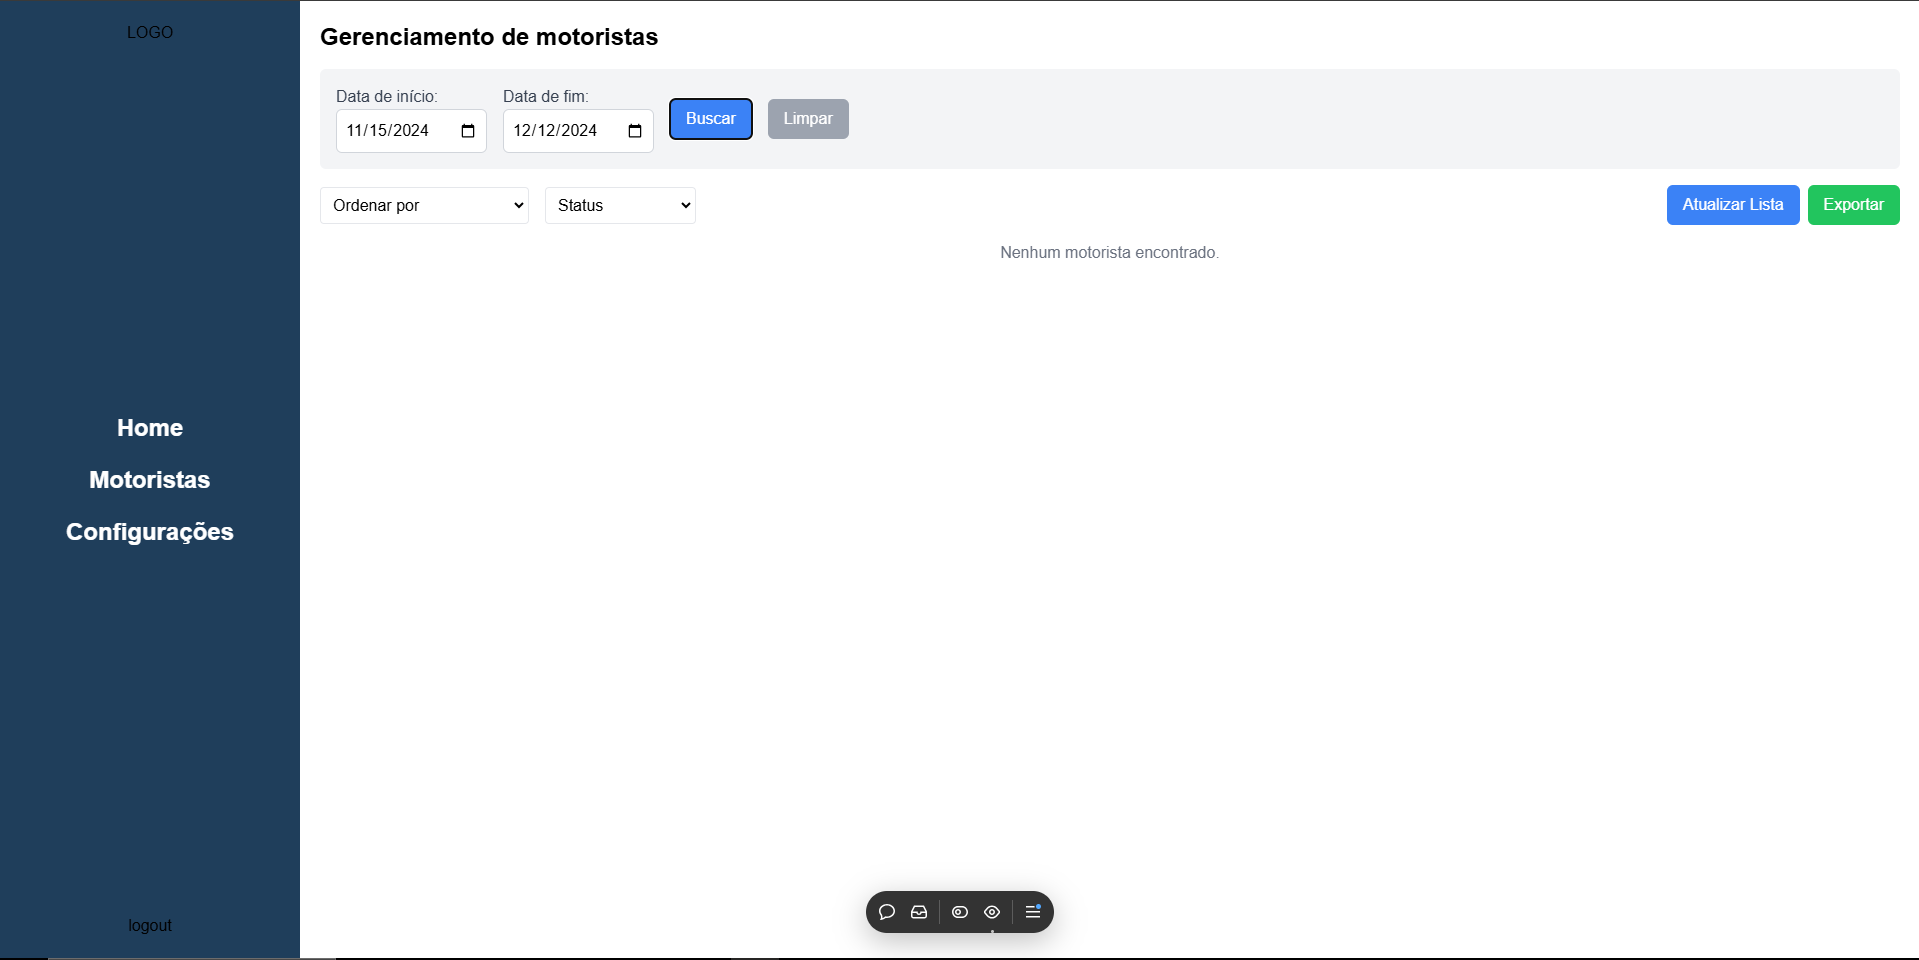 LOGO
Home
Motoristas
Configurações
logout
Gerenciamento de motoristas
Data de início:
Data de fim:
11/15/2024
12/12/2024
Buscar
Limpar
Ordenar por
Status
Atualizar Lista
Exportar
Nenhum motorista encontrado.